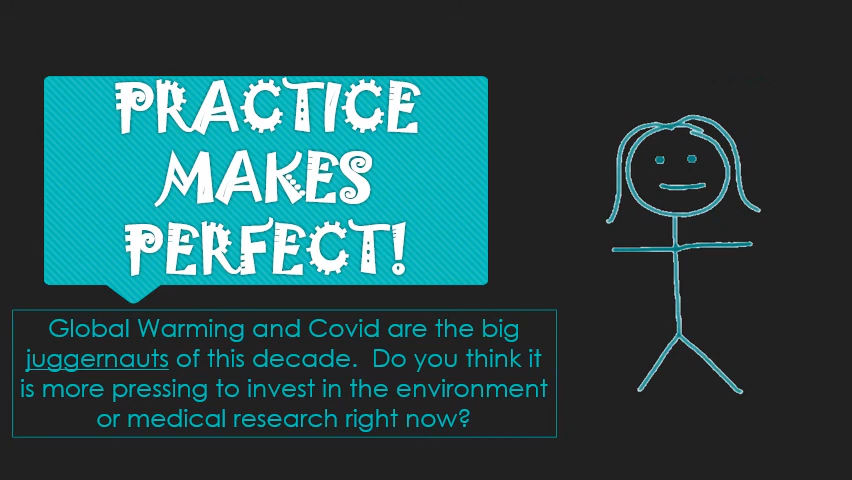 PRACTICE
MAKES
PERFECT!
Global Warming and Covid are the big
juggernauts of this decade.  Do you think it
is more pressing to invest in the environment
or medical research right now?